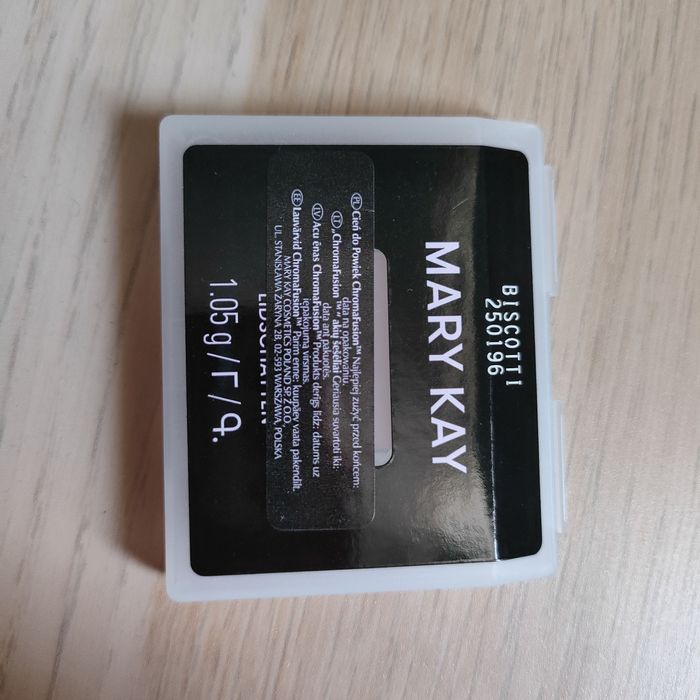 BISCOTTI
250196
MARY KAY
PL Cień do Powiek ChromaFusion™ Najlepiej zużyć przed końcem:
data na opakowaniu.
LT „ChromaFusion™“ akių šešėliai Geriausia suvartoti iki:
data ant pakuotės.
LV Acu ēnas ChromaFusion™ Produkts derīgs līdz: datums uz
iepakojuma virsmas.
EE Lauvärvid ChromaFusion™ Parim enne: kuupäev vaata pakendilt.
MARY KAY COSMETICS POLAND SP. Z O.O.,
UL. STANISŁAWA ŻARYNA 2B, 02-593 WARSZAWA, POLSKA
LIDSCHATTEN
1.05 g / Г / Գ.